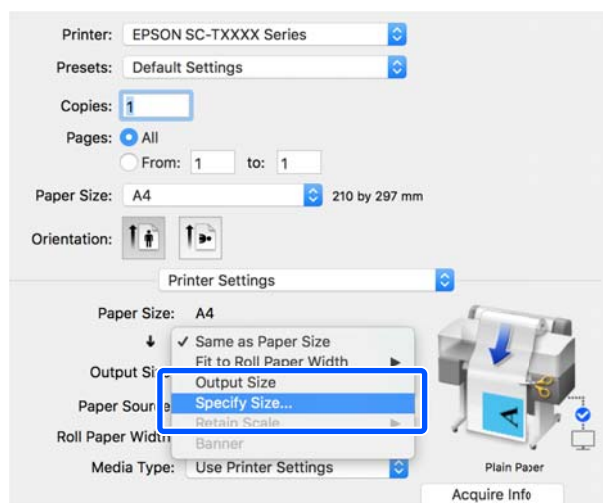 Printer: EPSON SC-TXXXX Series
Presets: Default Settings
Copies: 1
Pages: All
From: 1 to: 1
Paper Size: A4 210 by 297 mm
Orientation:
Printer Settings
Paper Size: A4
✓ Same as Paper Size
Fit to Roll Paper Width
Output Size
Output Size
Paper Source
Specify Size...
Retain Scale
Roll Paper Width
Banner
Media Type: Use Printer Settings
Plain Paper
Acquire Info